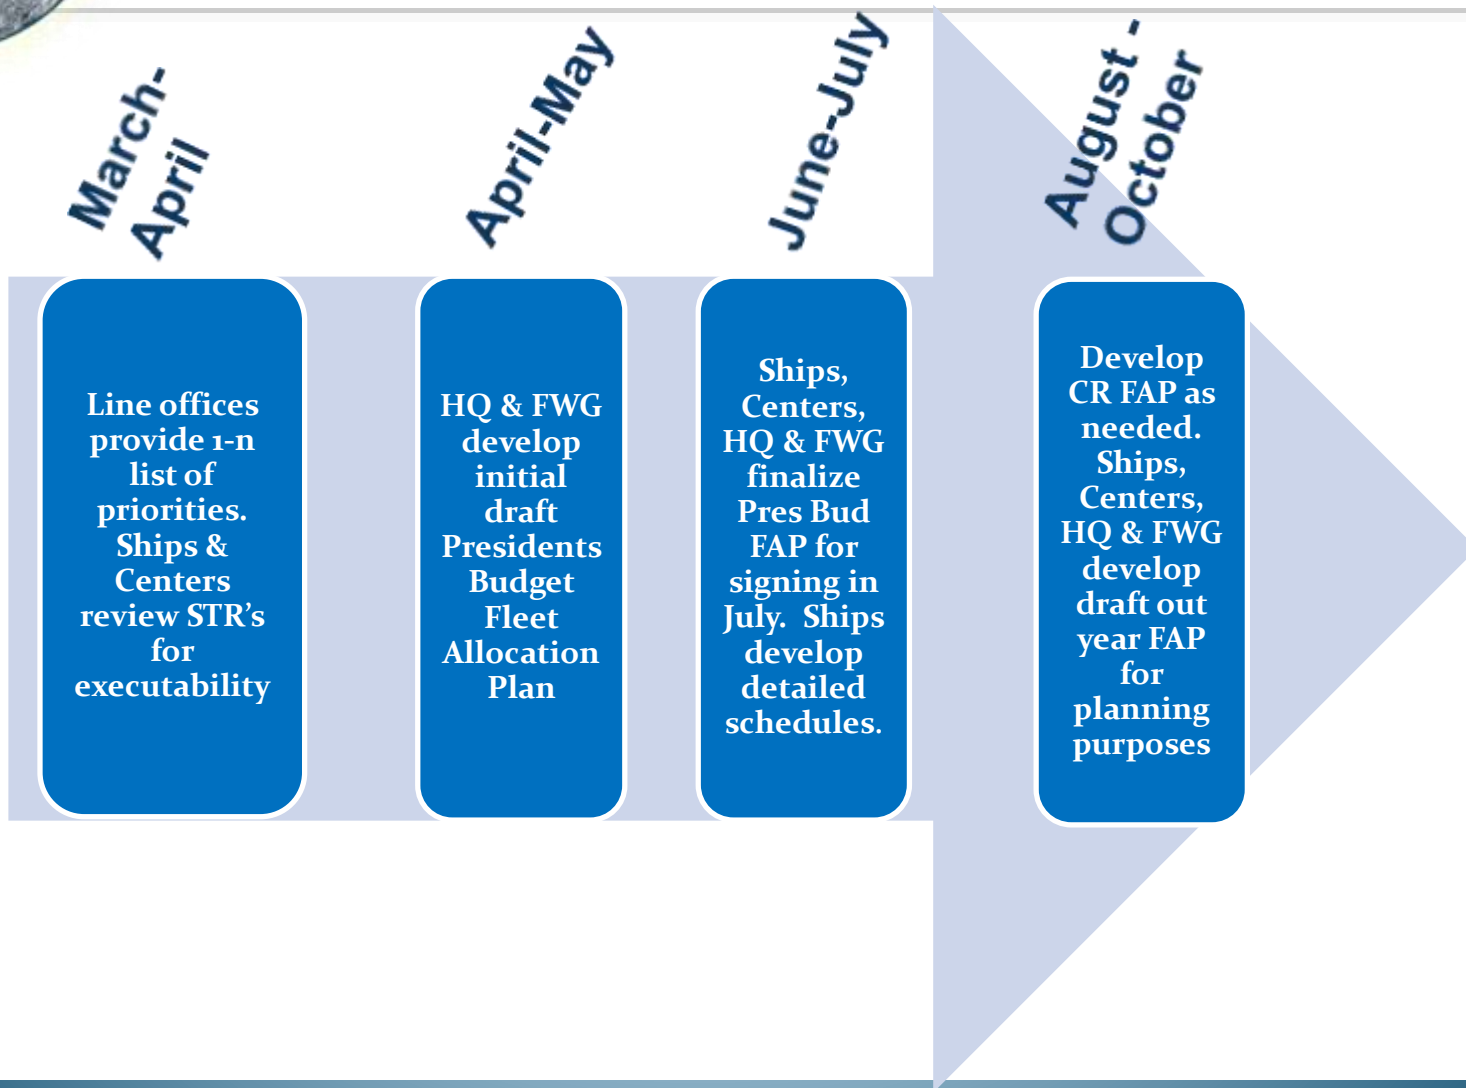 March-
April
April-May
June-July
August -
October
Line offices
provide 1-n
list of
priorities.
Ships &
Centers
review STR’s
for
executability
HQ & FWG
develop
initial
draft
Presidents
Budget
Fleet
Allocation
Plan
Ships,
Centers,
HQ & FWG
finalize
Pres Bud
FAP for
signing in
July.  Ships
develop
detailed
schedules.
Develop
CR FAP as
needed.
Ships,
Centers,
HQ & FWG
develop
draft out
year FAP
for
planning
purposes